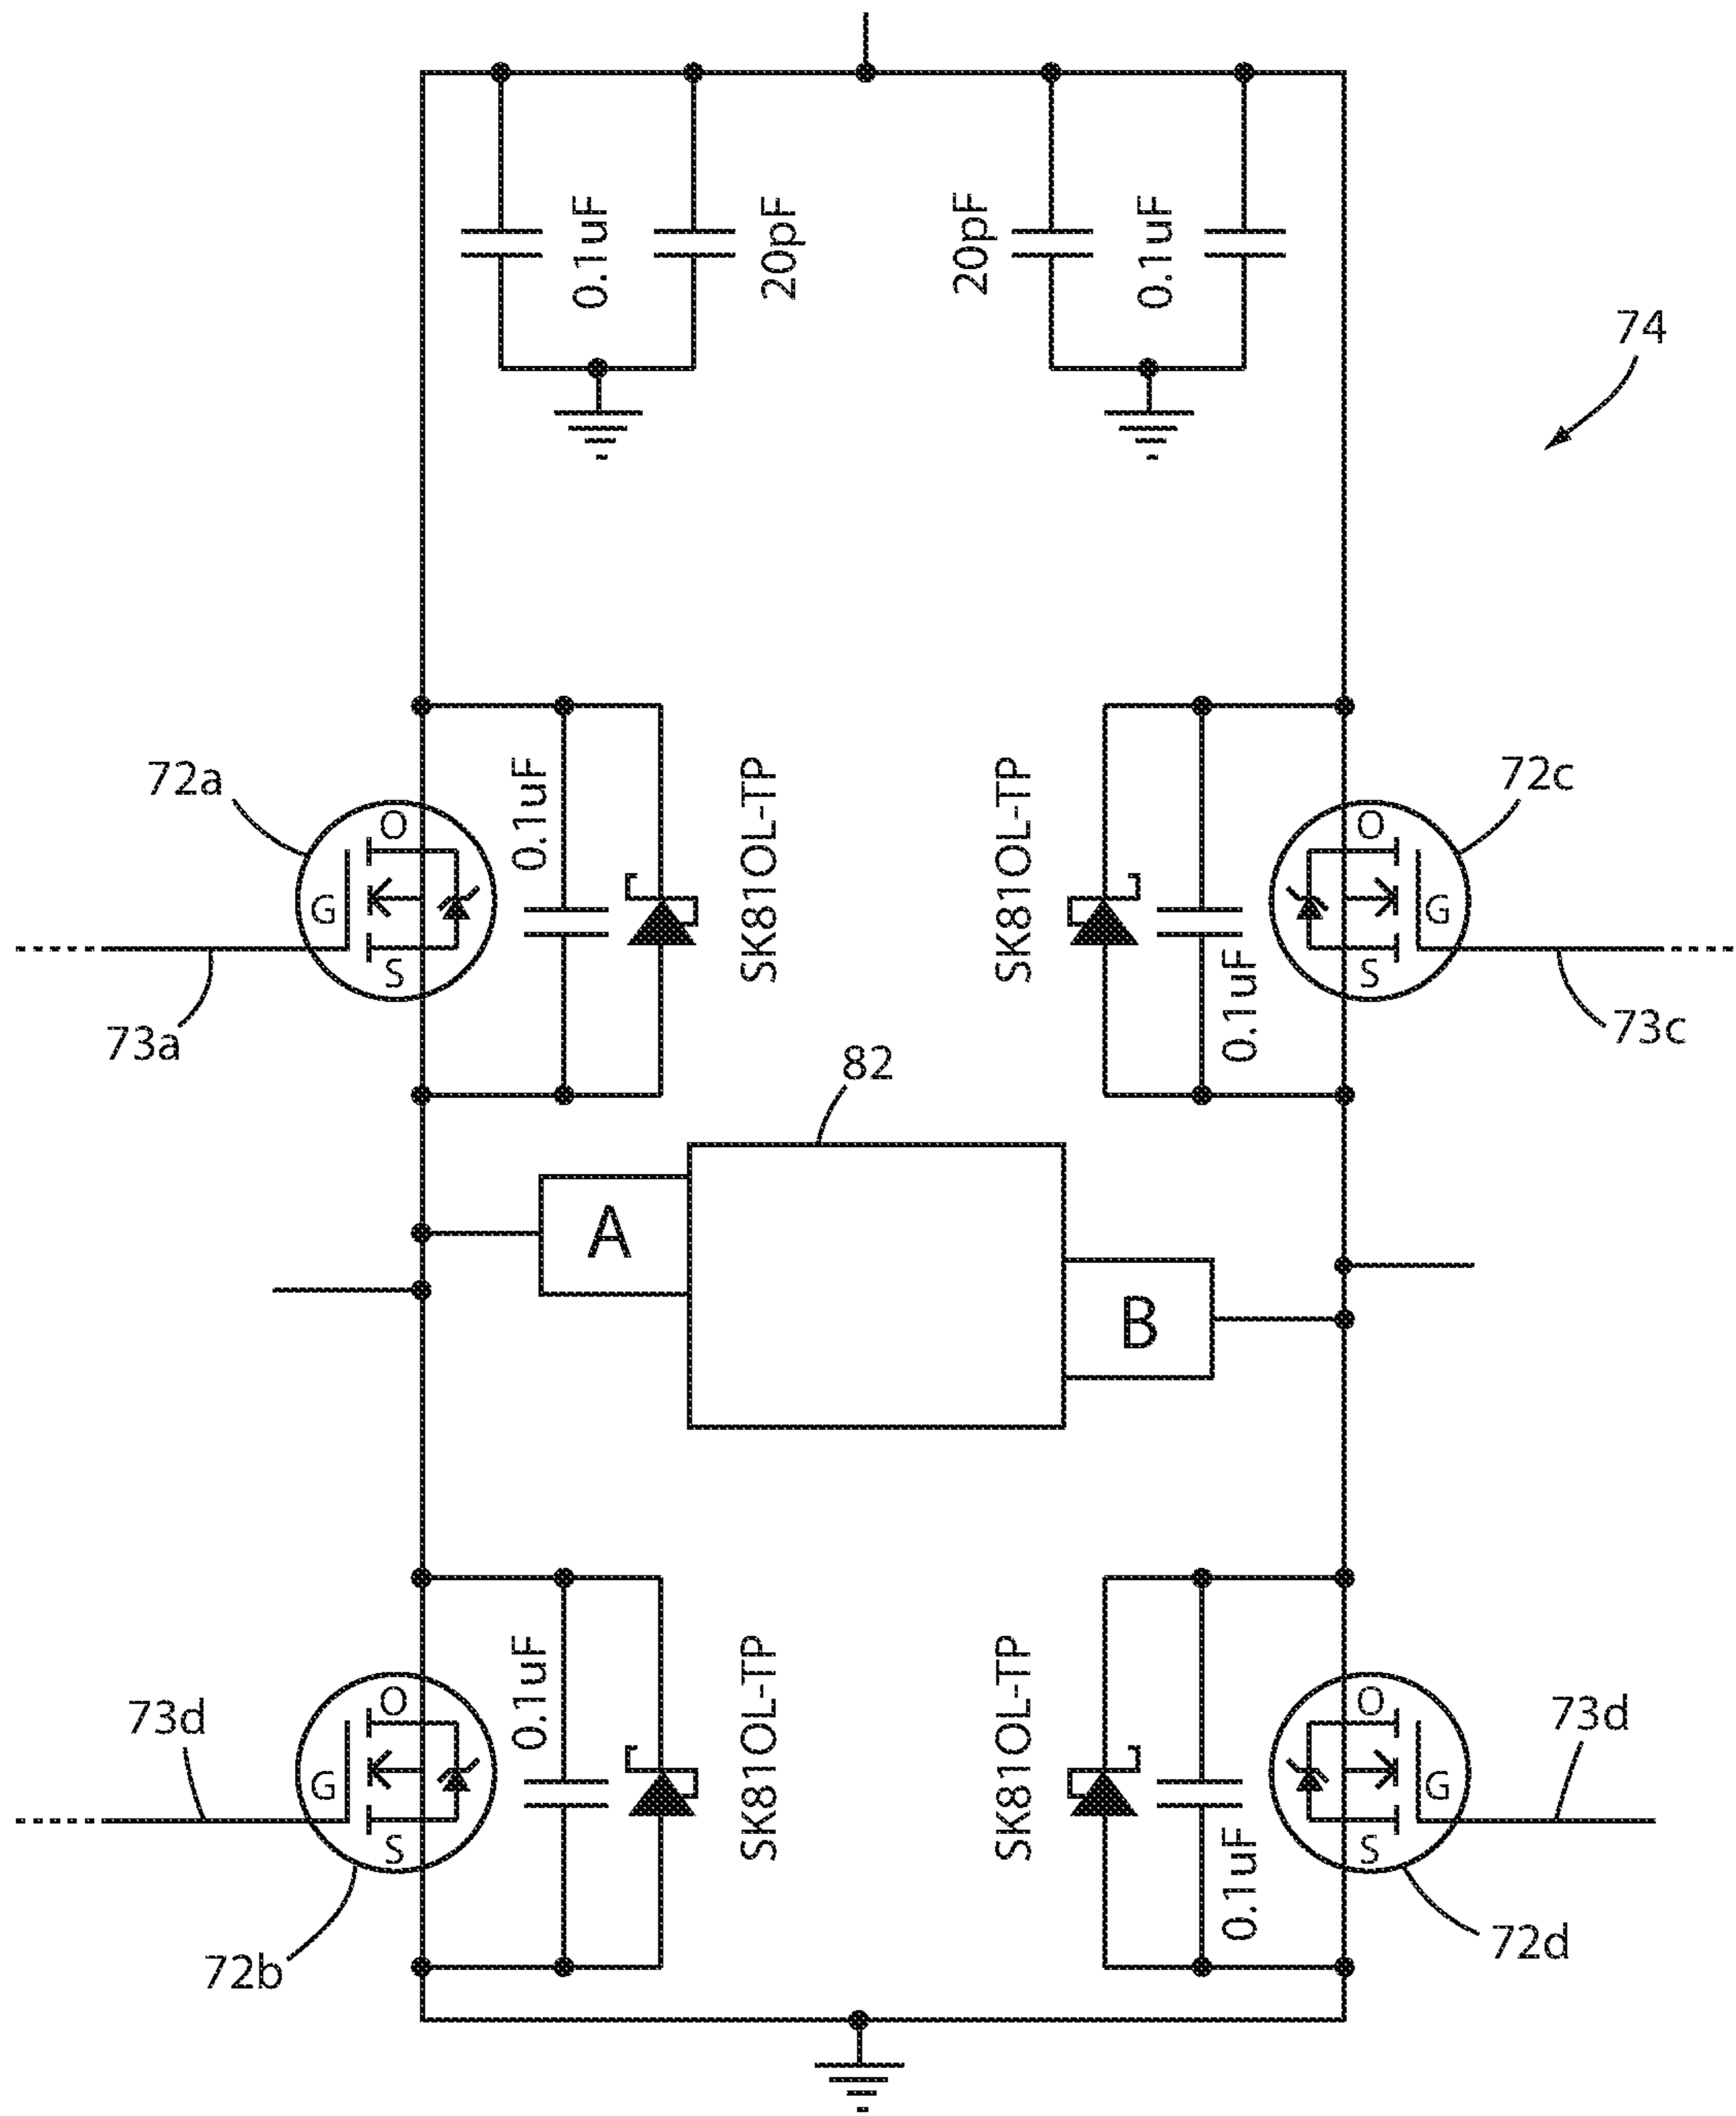 0.1uF
20pF
20pF
0.1uF
74
72a
O
G
S
0.1uF
SK81OL-TP
SK81OL-TP
0.1uF
O
G
S
72c
73a
73c
82
A
B
73d
O
G
S
0.1uF
SK81OL-TP
SK81OL-TP
0.1uF
O
G
S
73d
72b
72d